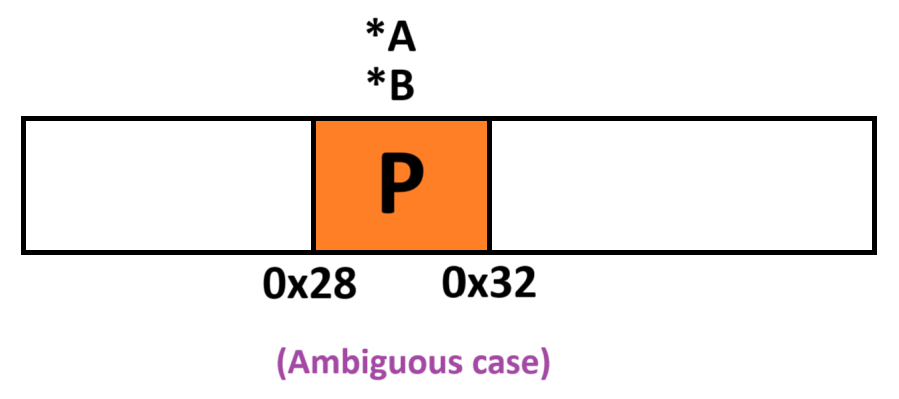 *A
*B
P
0x28 0x32
(Ambiguous case)